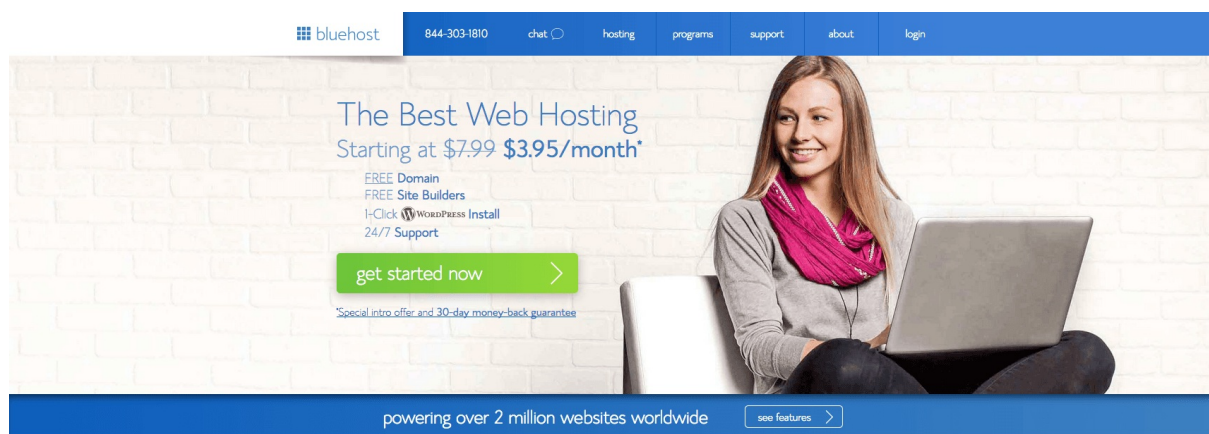 bluehost
844-303-1810
chat
hosting
programs
support
about
login
The Best Web Hosting
Starting at $7.99 $3.95/month*
FREE Domain
FREE Site Builders
1-Click WORDPRESS Install
24/7 Support
get started now
*Special intro offer and 30-day money-back guarantee
powering over 2 million websites worldwide
see features